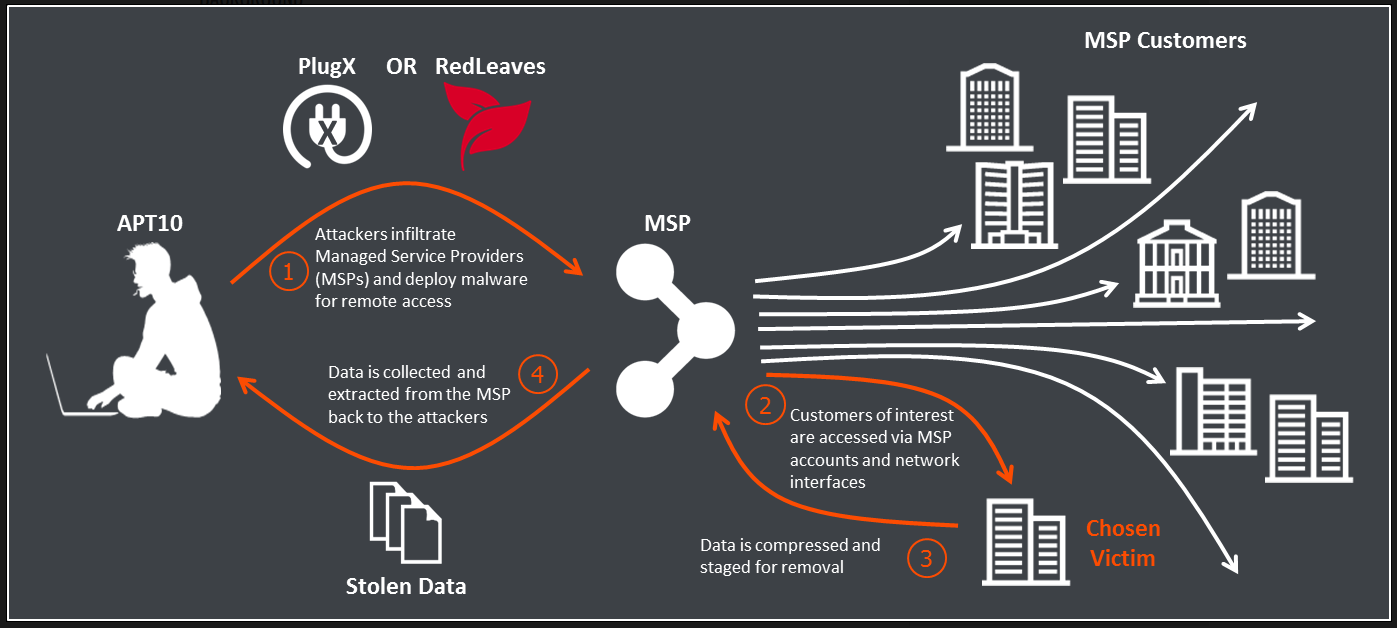 PlugX OR RedLeaves
X
MSP Customers
APT10
MSP
1
Attackers infiltrate
Managed Service Providers
(MSPs) and deploy malware
for remote access
4
Data is collected and
extracted from the MSP
back to the attackers
2
Customers of interest
are accessed via MSP
accounts and network
interfaces
Data is compressed and
staged for removal
3
Chosen
Victim
Stolen Data